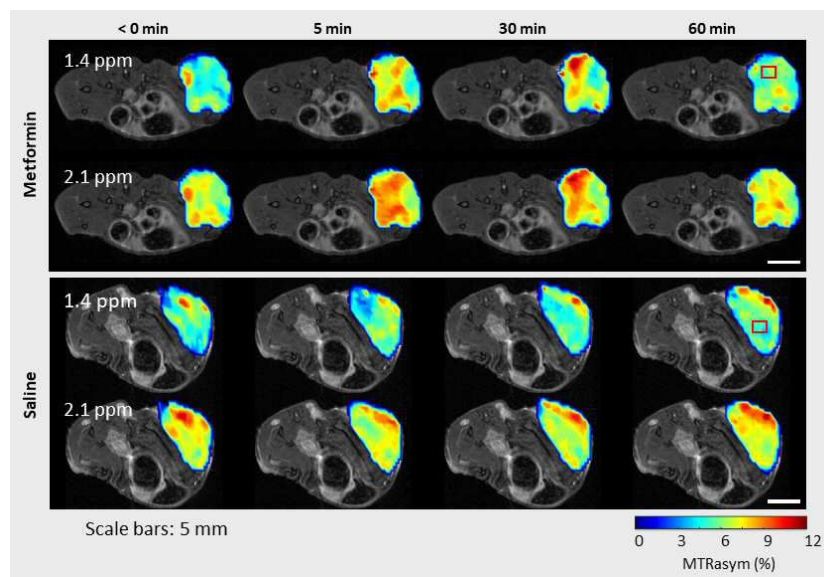 < 0 min 5 min 30 min 60 min
Metformin
1.4 ppm
2.1 ppm
Saline
1.4 ppm
2.1 ppm
Scale bars: 5 mm
0 3 6 9 12
MTRasym (%)